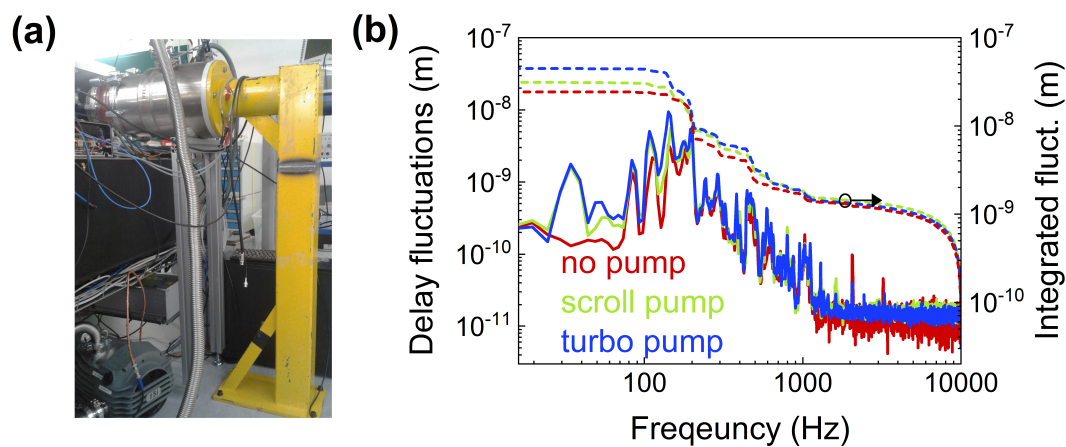 (a)
(b)
10⁻⁷
10⁻⁸
10⁻⁹
10⁻¹⁰
10⁻¹¹
Delay fluctuations (m)
no pump
scroll pump
turbo pump
100
1000
10000
Freqeuncy (Hz)
10⁻⁷
10⁻⁸
10⁻⁹
10⁻¹⁰
Integrated fluct. (m)